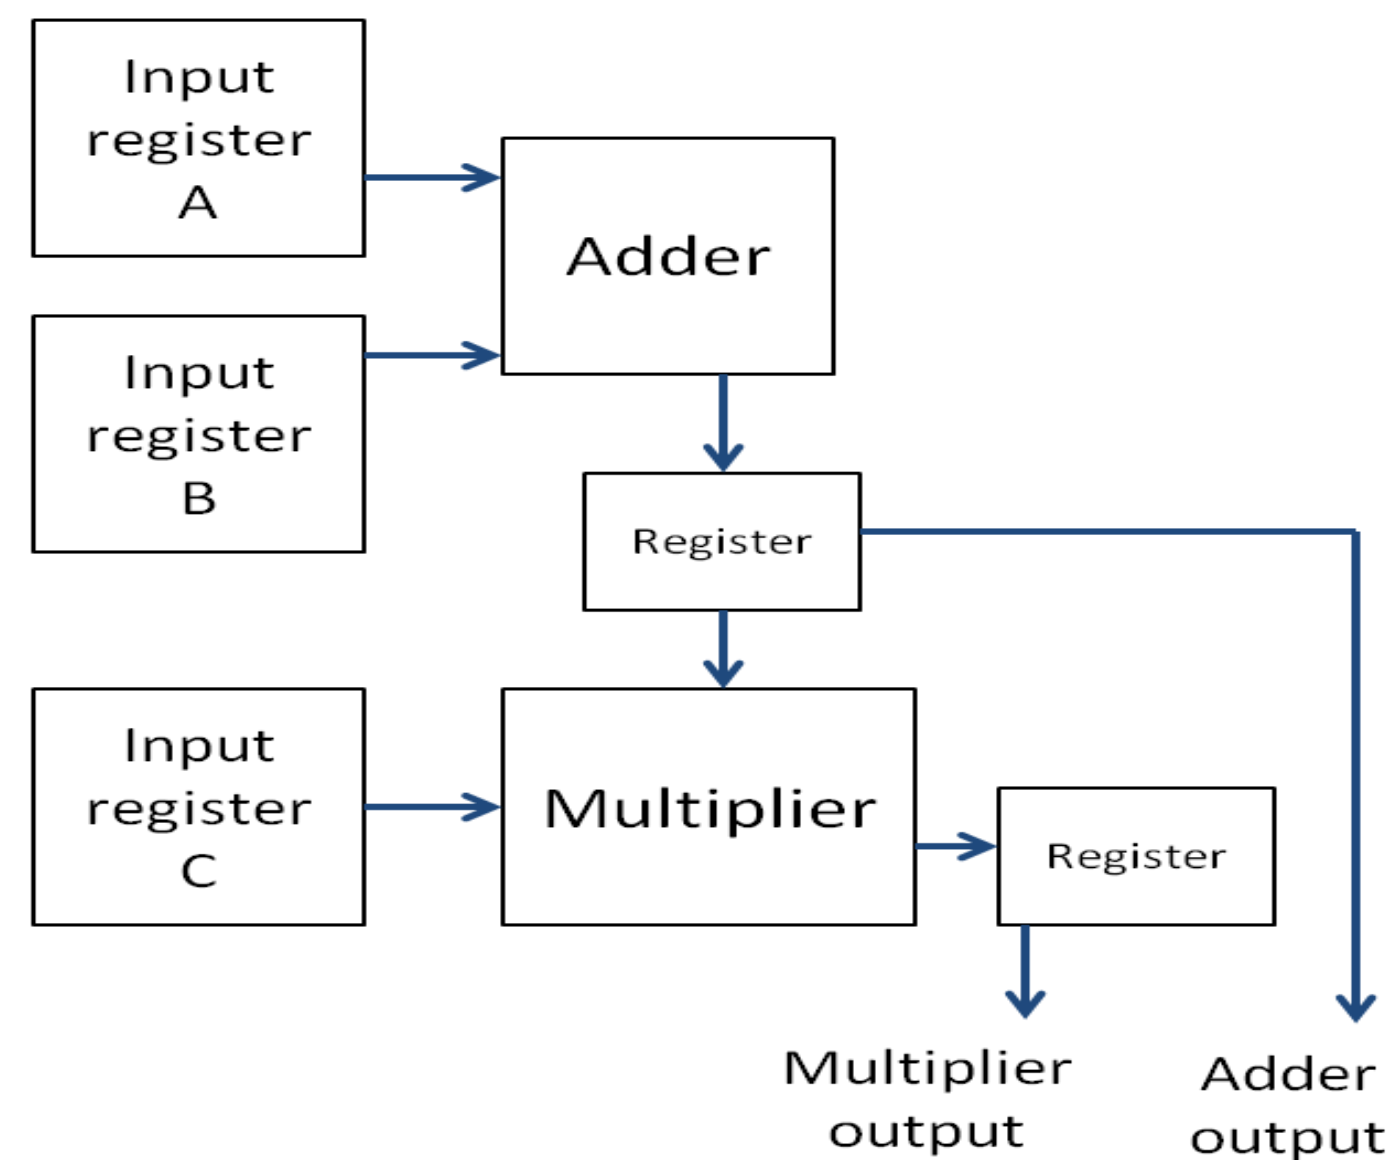 Input
register
A
Adder
Input
register
B
Register
Input
register
C
Multiplier
Register
Multiplier
output
Adder
output